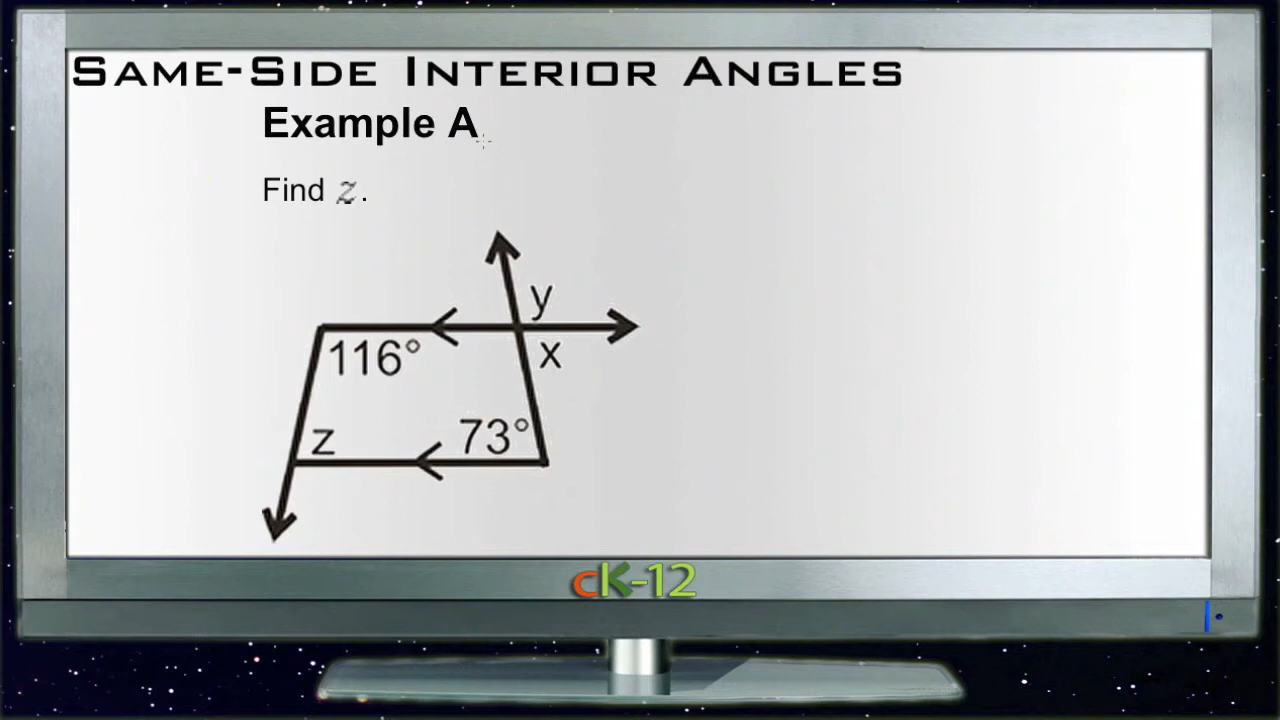 SAME-SIDE INTERIOR ANGLES
Example A
Find z.
y
116°
x
z
73°
cK-12